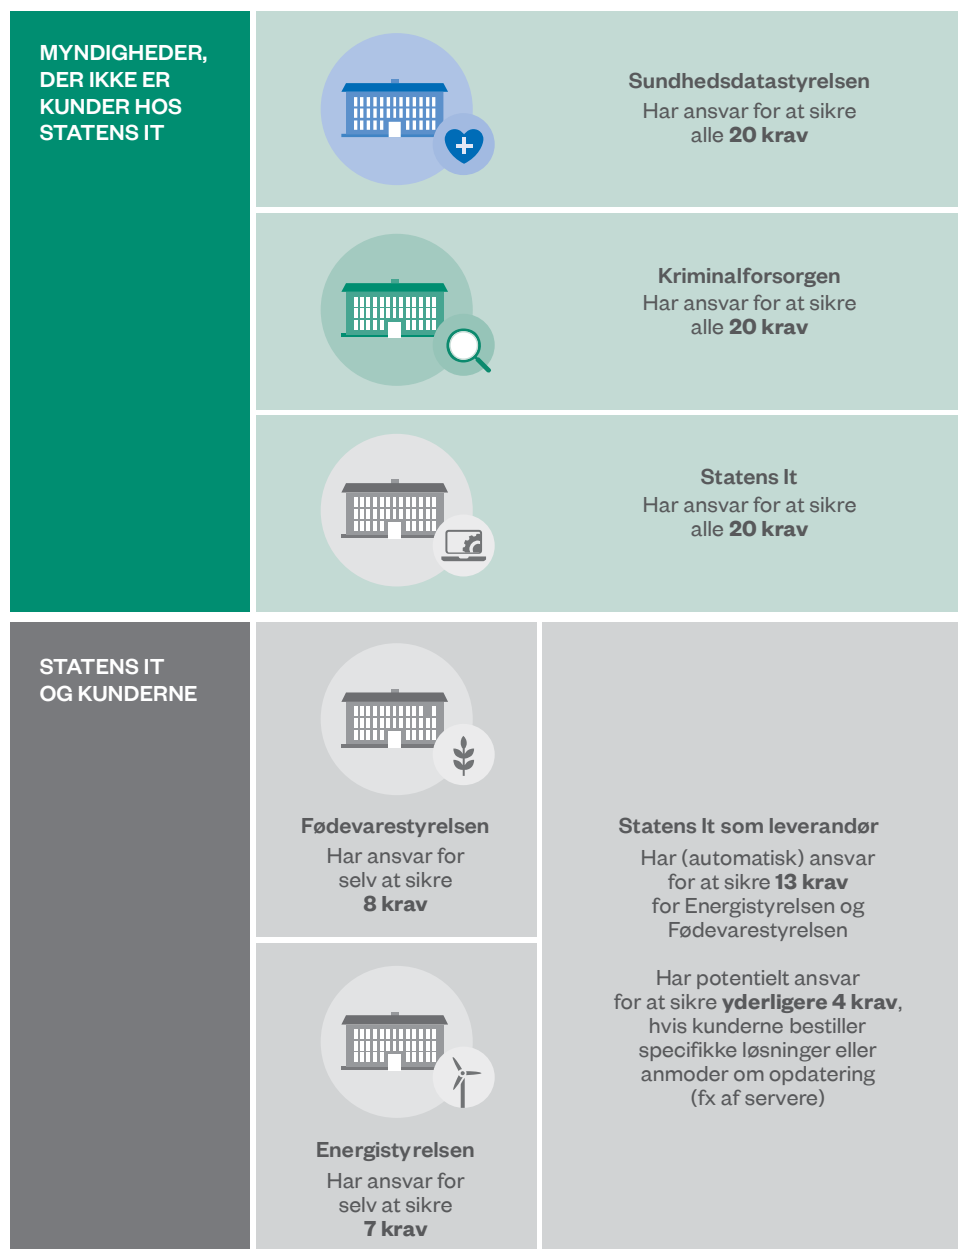 MYNDIGHEDER,
DER IKKE ER
KUNDER HOS
STATENS IT
Sundhedsdatastyrelsen
Har ansvar for at sikre
alle 20 krav
Kriminalforsorgen
Har ansvar for at sikre
alle 20 krav
Statens It
Har ansvar for at sikre
alle 20 krav
STATENS IT
OG KUNDERNE
Fødevarestyrelsen
Har ansvar for
selv at sikre
8 krav
Energistyrelsen
Har ansvar for
selv at sikre
7 krav
Statens It som leverandør
Har (automatisk) ansvar
for at sikre 13 krav
for Energistyrelsen og
Fødevarestyrelsen
Har potentielt ansvar
for at sikre yderligere 4 krav,
hvis kunderne bestiller
specifikke løsninger eller
anmoder om opdatering
(fx af servere)